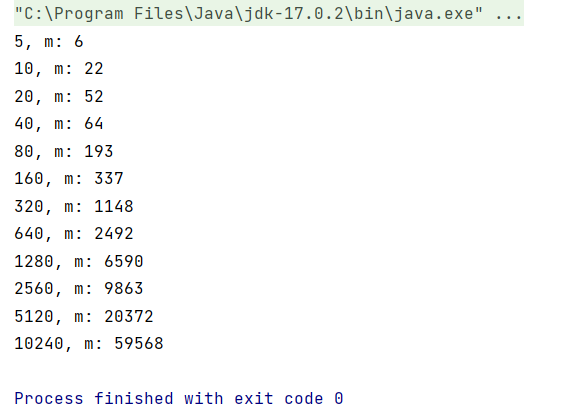 "C:\Program Files\Java\jdk-17.0.2\bin\java.exe" ...
5, m: 6
10, m: 22
20, m: 52
40, m: 64
80, m: 193
160, m: 337
320, m: 1148
640, m: 2492
1280, m: 6590
2560, m: 9863
5120, m: 20372
10240, m: 59568
Process finished with exit code 0